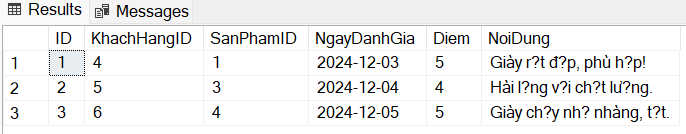 Results Messages
ID KhachHangID SanPhamID NgayDanhGia Diem NoiDung
1 1 4 1 2024-12-03 5 Giày r?t đ?p, phù h?p!
2 2 5 3 2024-12-04 4 Hài l?ng v?i ch?t lư?ng.
3 3 6 4 2024-12-05 5 Giày ch?y nh? nhàng, t?t.